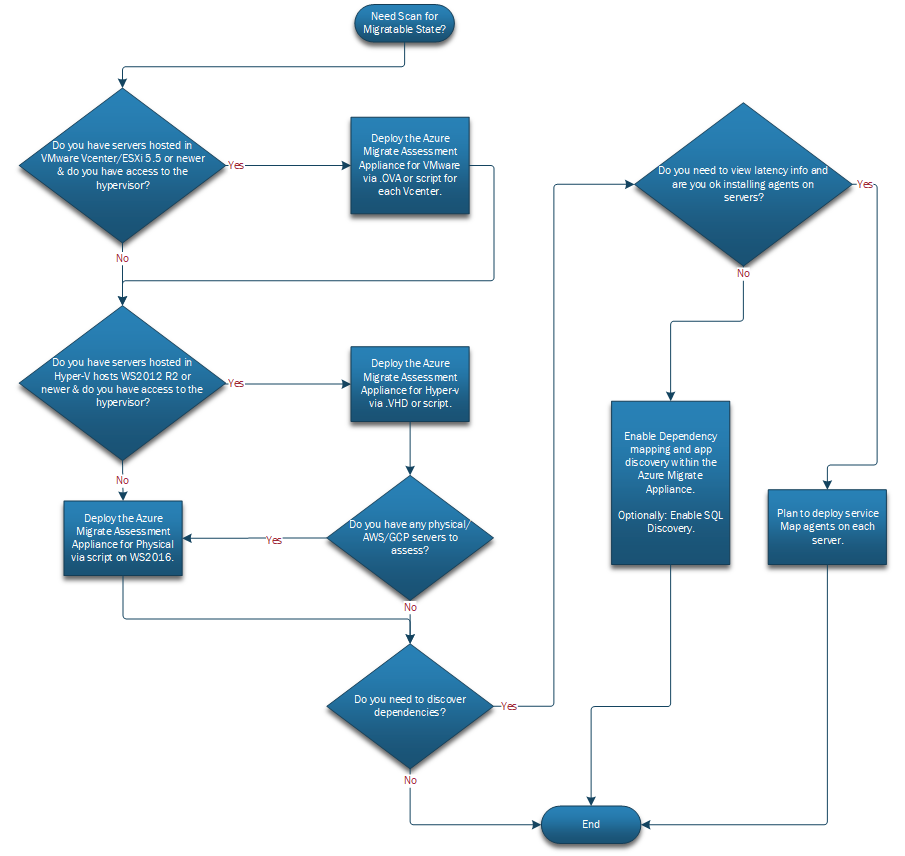 Need Scan for
Migratable State?
Do you have servers hosted in
VMware Vcenter/ESXi 5.5 or newer
& do you have access to the
hypervisor?
Yes
Deploy the Azure
Migrate Assessment
Appliance for VMware
via .OVA or script for
each Vcenter.
No
Do you have servers hosted in
Hyper-V hosts WS2012 R2 or
newer & do you have access to the
hypervisor?
Yes
Deploy the Azure
Migrate Assessment
Appliance for Hyper-v
via .VHD or script.
No
Deploy the Azure
Migrate Assessment
Appliance for Physical
via script on WS2016.
Yes
Do you have any physical/
AWS/GCP servers to
assess?
No
Do you need to discover
dependencies?
Yes
No
Do you need to view latency info and
are you ok installing agents on
servers?
Yes
No
Enable Dependency
mapping and app
discovery within the
Azure Migrate
Appliance.
Optionally: Enable SQL
Discovery.
Plan to deploy service
Map agents on each
server.
End